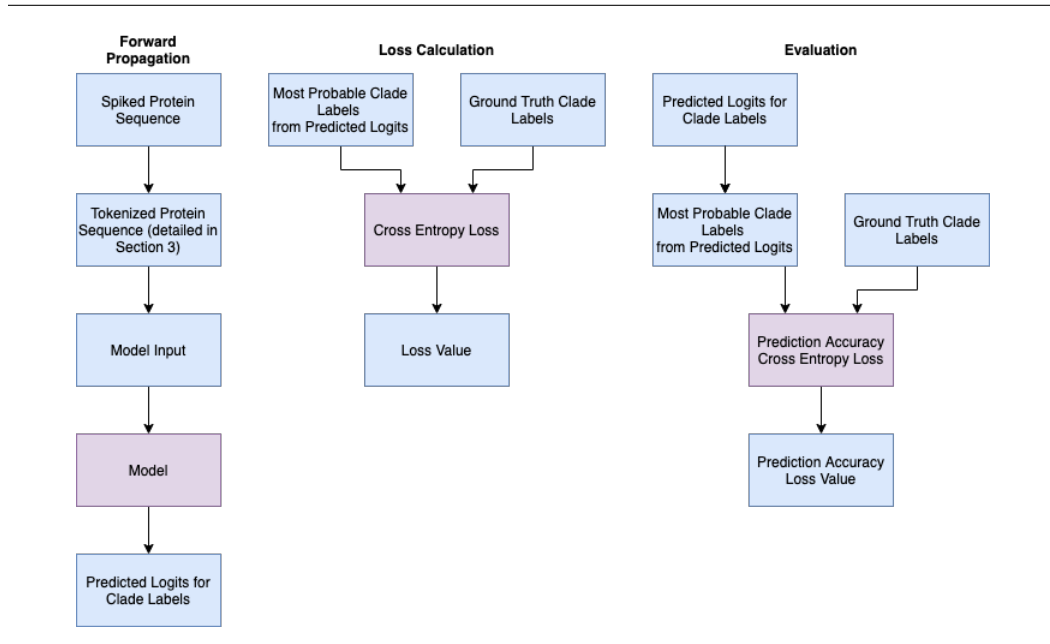 Forward
Propagation
Spiked Protein
Sequence
Tokenized Protein
Sequence (detailed in
Section 3)
Model Input
Model
Predicted Logits for
Clade Labels
Loss Calculation
Most Probable Clade
Labels
from Predicted Logits
Ground Truth Clade
Labels
Cross Entropy Loss
Loss Value
Evaluation
Predicted Logits for
Clade Labels
Most Probable Clade
Labels
from Predicted Logits
Ground Truth Clade
Labels
Prediction Accuracy
Cross Entropy Loss
Prediction Accuracy
Loss Value